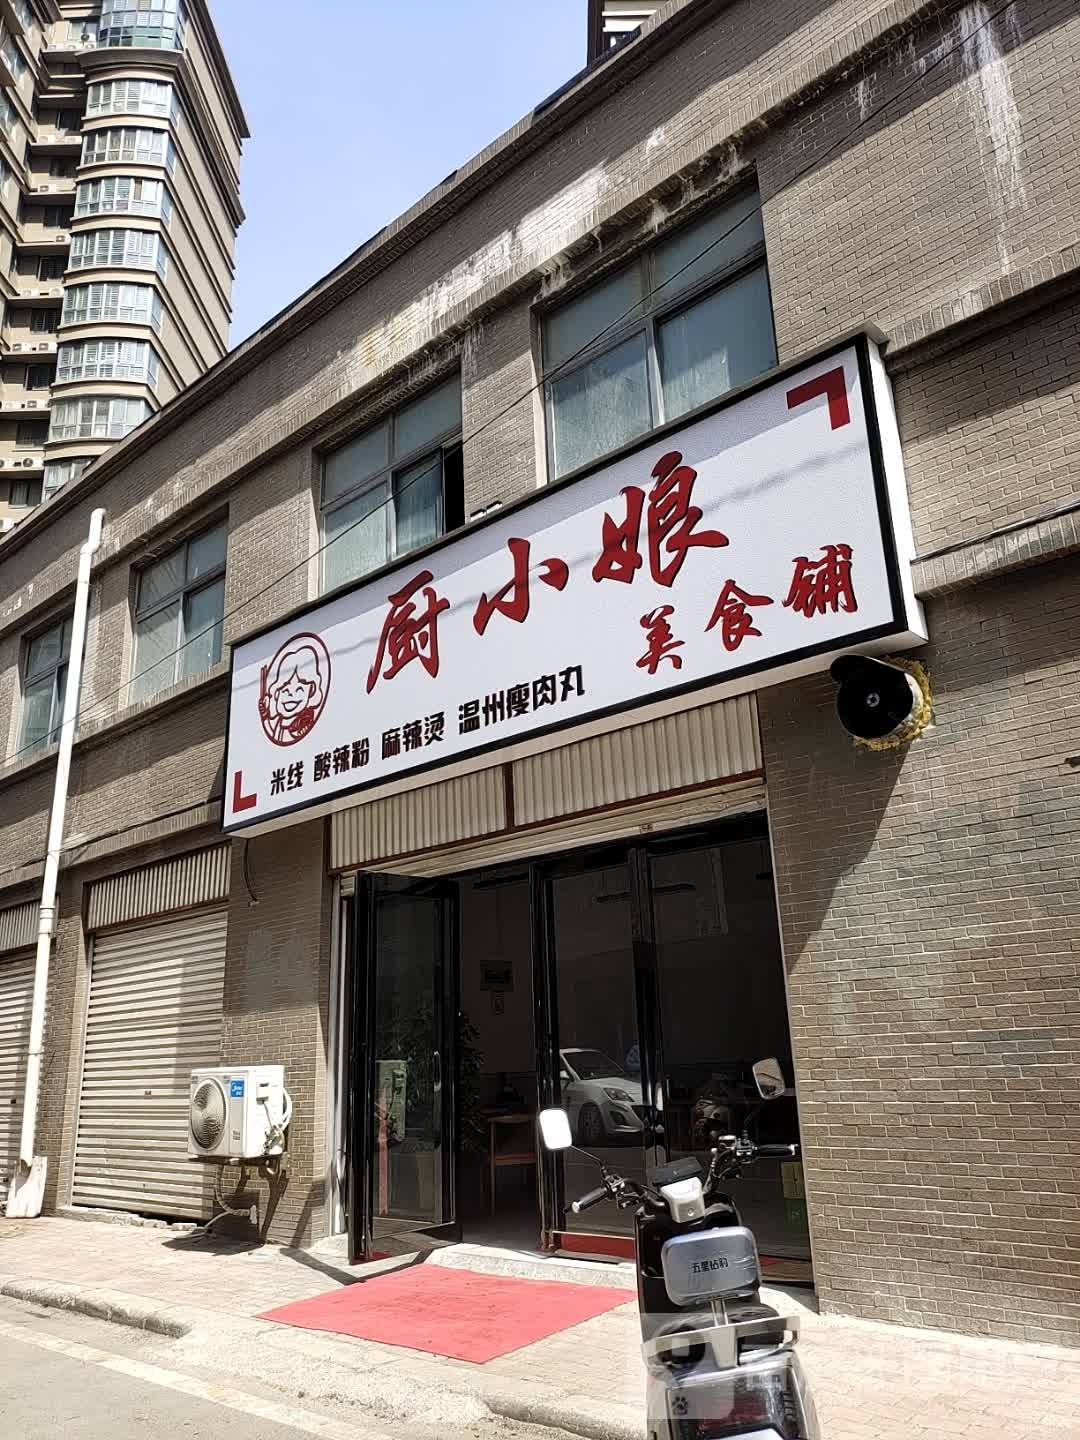 厨小娘
美食铺
米线 酸辣粉 麻辣烫 温州瘦肉丸
Midea
五星钻豹